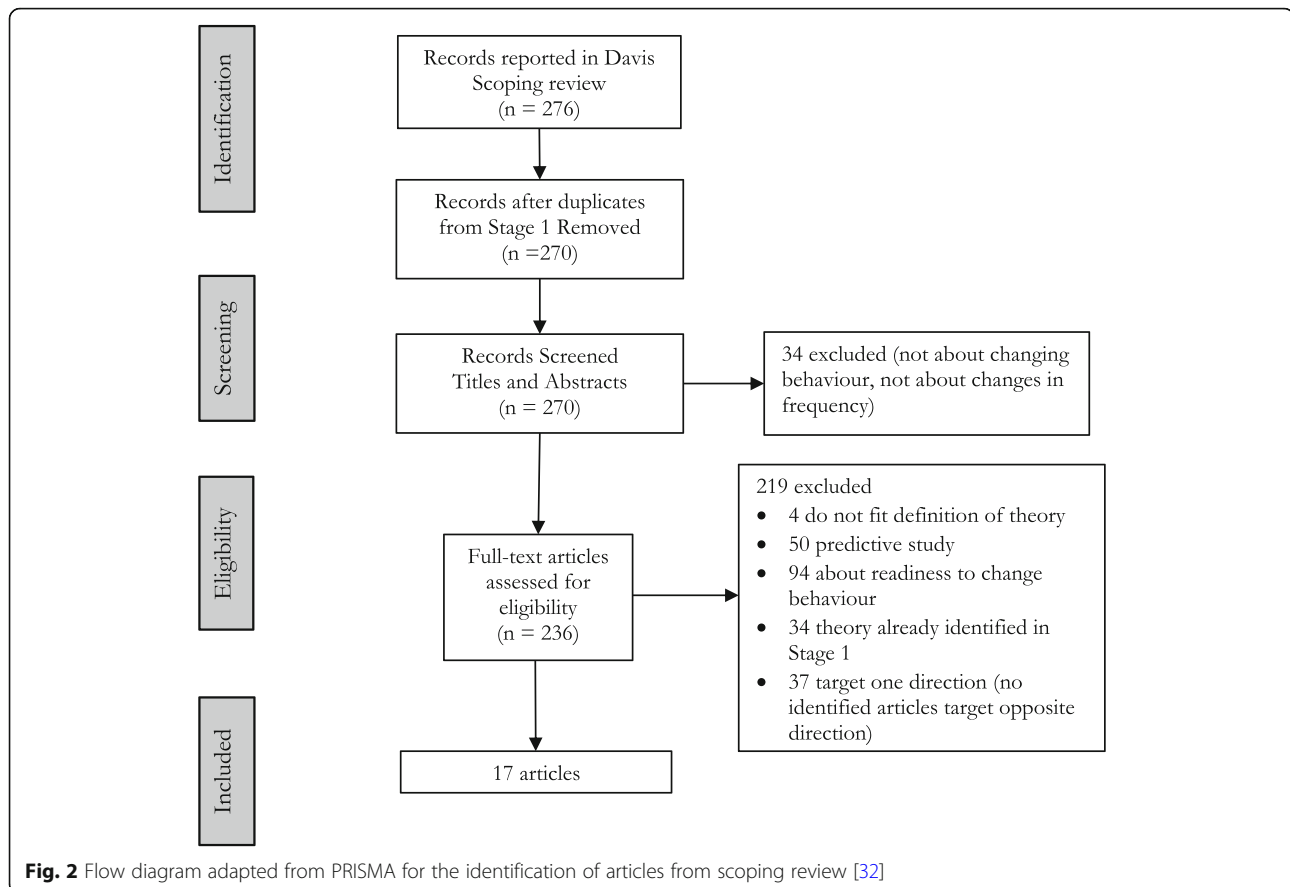 Identification
Records reported in Davis
Scoping review
(n = 276)
Records after duplicates
from Stage 1 Removed
(n =270)
Screening
Records Screened
Titles and Abstracts
(n = 270)
34 excluded (not about changing
behaviour, not about changes in
frequency)
Eligibility
Full-text articles
assessed for
eligibility
(n = 236)
219 excluded
• 4 do not fit definition of theory
• 50 predictive study
• 94 about readiness to change
behaviour
• 34 theory already identified in
Stage 1
• 37 target one direction (no
identified articles target opposite
direction)
Included
17 articles
Fig. 2 Flow diagram adapted from PRISMA for the identification of articles from scoping review [32]